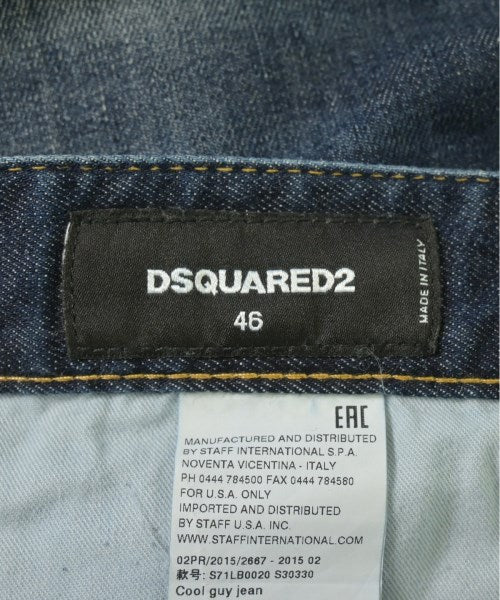 DSQUARED2
46
MADE IN ITALY
EAC
MANUFACTURED AND DISTRIBUTED
BY STAFF INTERNATIONAL S.P.A.
NOVENTA VICENTINA - ITALY
PH 0444 784500 FAX 0444 784580
FOR U.S.A. ONLY
IMPORTED AND DISTRIBUTED
BY STAFF U.S.A. INC.
WWW.STAFFINTERNATIONAL.COM
02PR/2015/2667 - 2015 02
款号: S71LB0020 S30330
Cool guy jean